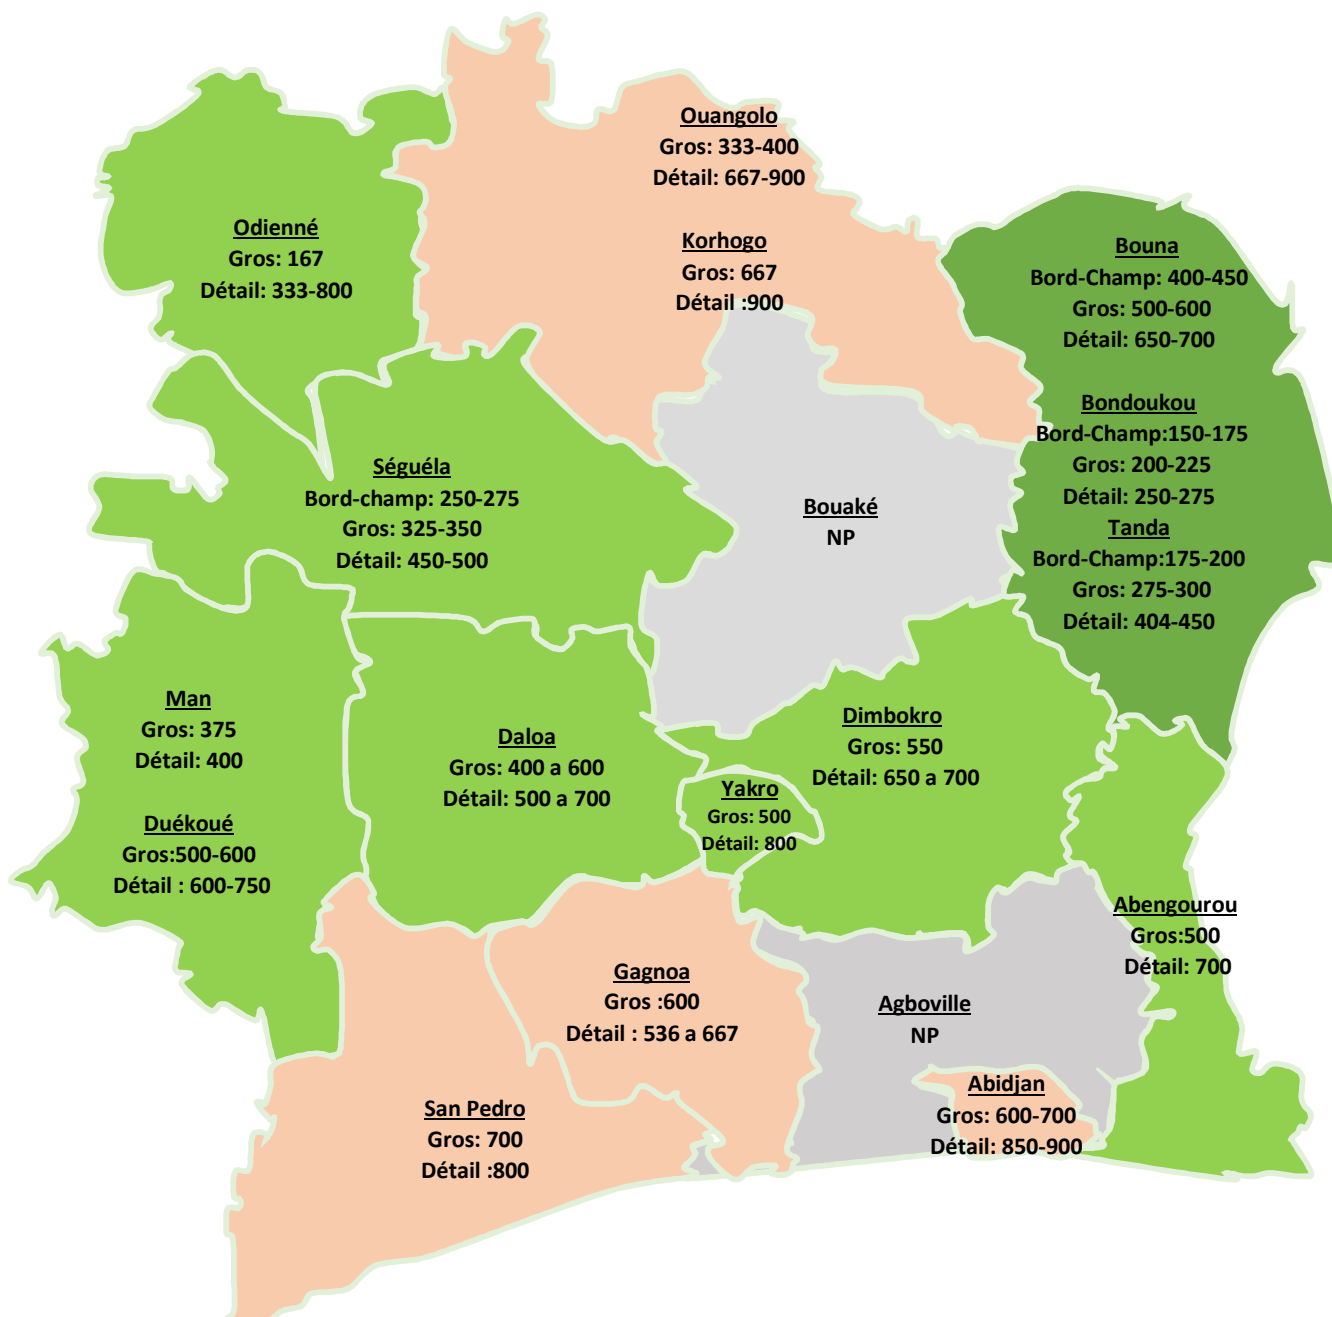 Ouangolo
Gros: 333-400
Détail: 667-900
Korhogo
Gros: 667
Détail :900
Odienné
Gros: 167
Détail: 333-800
Bouna
Bord-Champ: 400-450
Gros: 500-600
Détail: 650-700
Bondoukou
Bord-Champ:150-175
Gros: 200-225
Détail: 250-275
Tanda
Bord-Champ:175-200
Gros: 275-300
Détail: 404-450
Séguéla
Bord-champ: 250-275
Gros: 325-350
Détail: 450-500
Bouaké
NP
Man
Gros: 375
Détail: 400
Duékoué
Gros:500-600
Détail : 600-750
Daloa
Gros: 400 a 600
Détail: 500 a 700
Dimbokro
Gros: 550
Détail: 650 a 700
Yakro
Gros: 500
Détail: 800
Abengourou
Gros:500
Détail: 700
Gagnoa
Gros :600
Détail : 536 a 667
Agboville
NP
Abidjan
Gros: 600-700
Détail: 850-900
San Pedro
Gros: 700
Détail :800